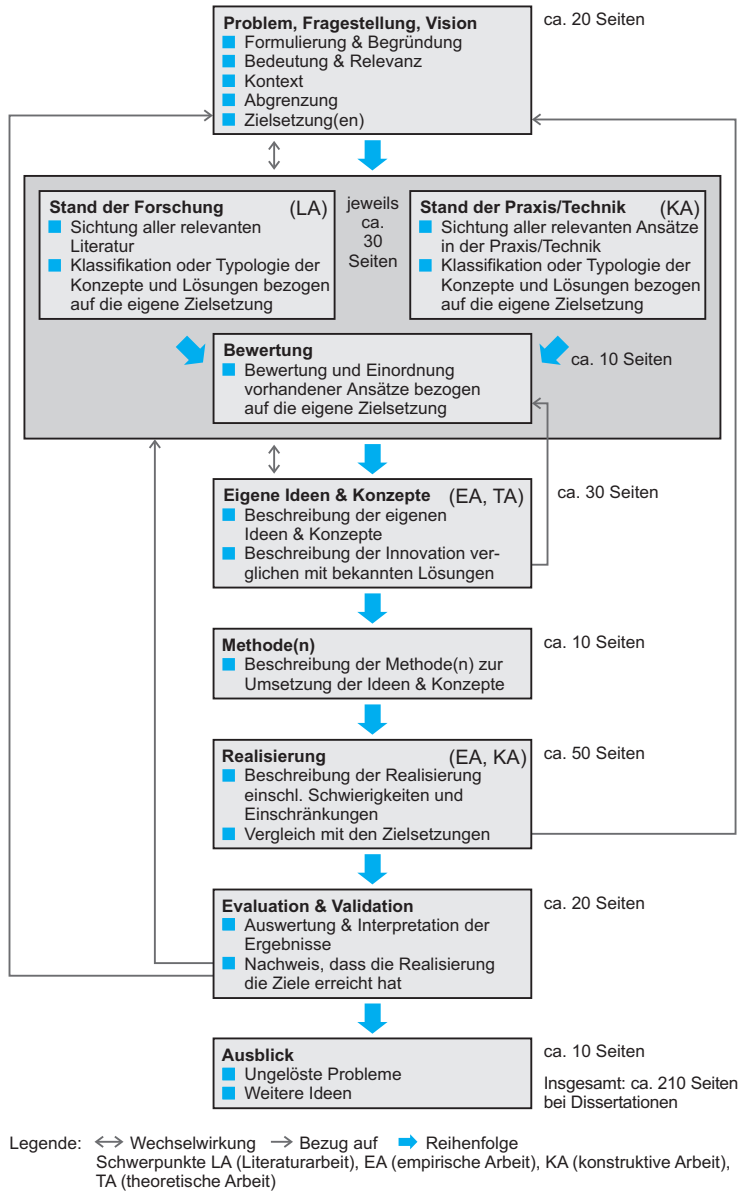 Problem, Fragestellung, Vision
Formulierung & Begründung
Bedeutung & Relevanz
Kontext
Abgrenzung
Zielsetzung(en)
ca. 20 Seiten
Stand der Forschung (LA)
Sichtung aller relevanten
Literatur
Klassifikation oder Typologie der
Konzepte und Lösungen bezogen
auf die eigene Zielsetzung
jeweils
ca.
30
Seiten
Stand der Praxis/Technik (KA)
Sichtung aller relevanten Ansätze
in der Praxis/Technik
Klassifikation oder Typologie der
Konzepte und Lösungen bezogen
auf die eigene Zielsetzung
Bewertung
Bewertung und Einordnung
vorhandener Ansätze bezogen
auf die eigene Zielsetzung
ca. 10 Seiten
Eigene Ideen & Konzepte (EA, TA)
Beschreibung der eigenen
Ideen & Konzepte
Beschreibung der Innovation ver-
glichen mit bekannten Lösungen
ca. 30 Seiten
Methode(n)
Beschreibung der Methode(n) zur
Umsetzung der Ideen & Konzepte
ca. 10 Seiten
Realisierung (EA, KA)
Beschreibung der Realisierung
einschl. Schwierigkeiten und
Einschränkungen
Vergleich mit den Zielsetzungen
ca. 50 Seiten
Evaluation & Validation
Auswertung & Interpretation der
Ergebnisse
Nachweis, dass die Realisierung
die Ziele erreicht hat
ca. 20 Seiten
Ausblick
Ungelöste Probleme
Weitere Ideen
ca. 10 Seiten
Insgesamt: ca. 210 Seiten
bei Dissertationen
Legende: Wechselwirkung Bezug auf Reihenfolge
Schwerpunkte LA (Literaturarbeit), EA (empirische Arbeit), KA (konstruktive Arbeit),
TA (theoretische Arbeit)